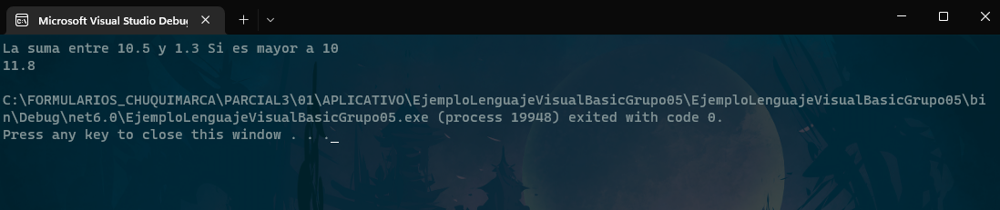 Microsoft Visual Studio Debug
La suma entre 10.5 y 1.3 Si es mayor a 10
11.8
C:\FORMULARIOS_CHUQUIMARCA\PARCIAL3\01\APLICATIVO\EjemploLenguajeVisualBasicGrupo05\EjemploLenguajeVisualBasicGrupo05\bi
n\Debug\net6.0\EjemploLenguajeVisualBasicGrupo05.exe (process 19948) exited with code 0.
Press any key to close this window . . ._